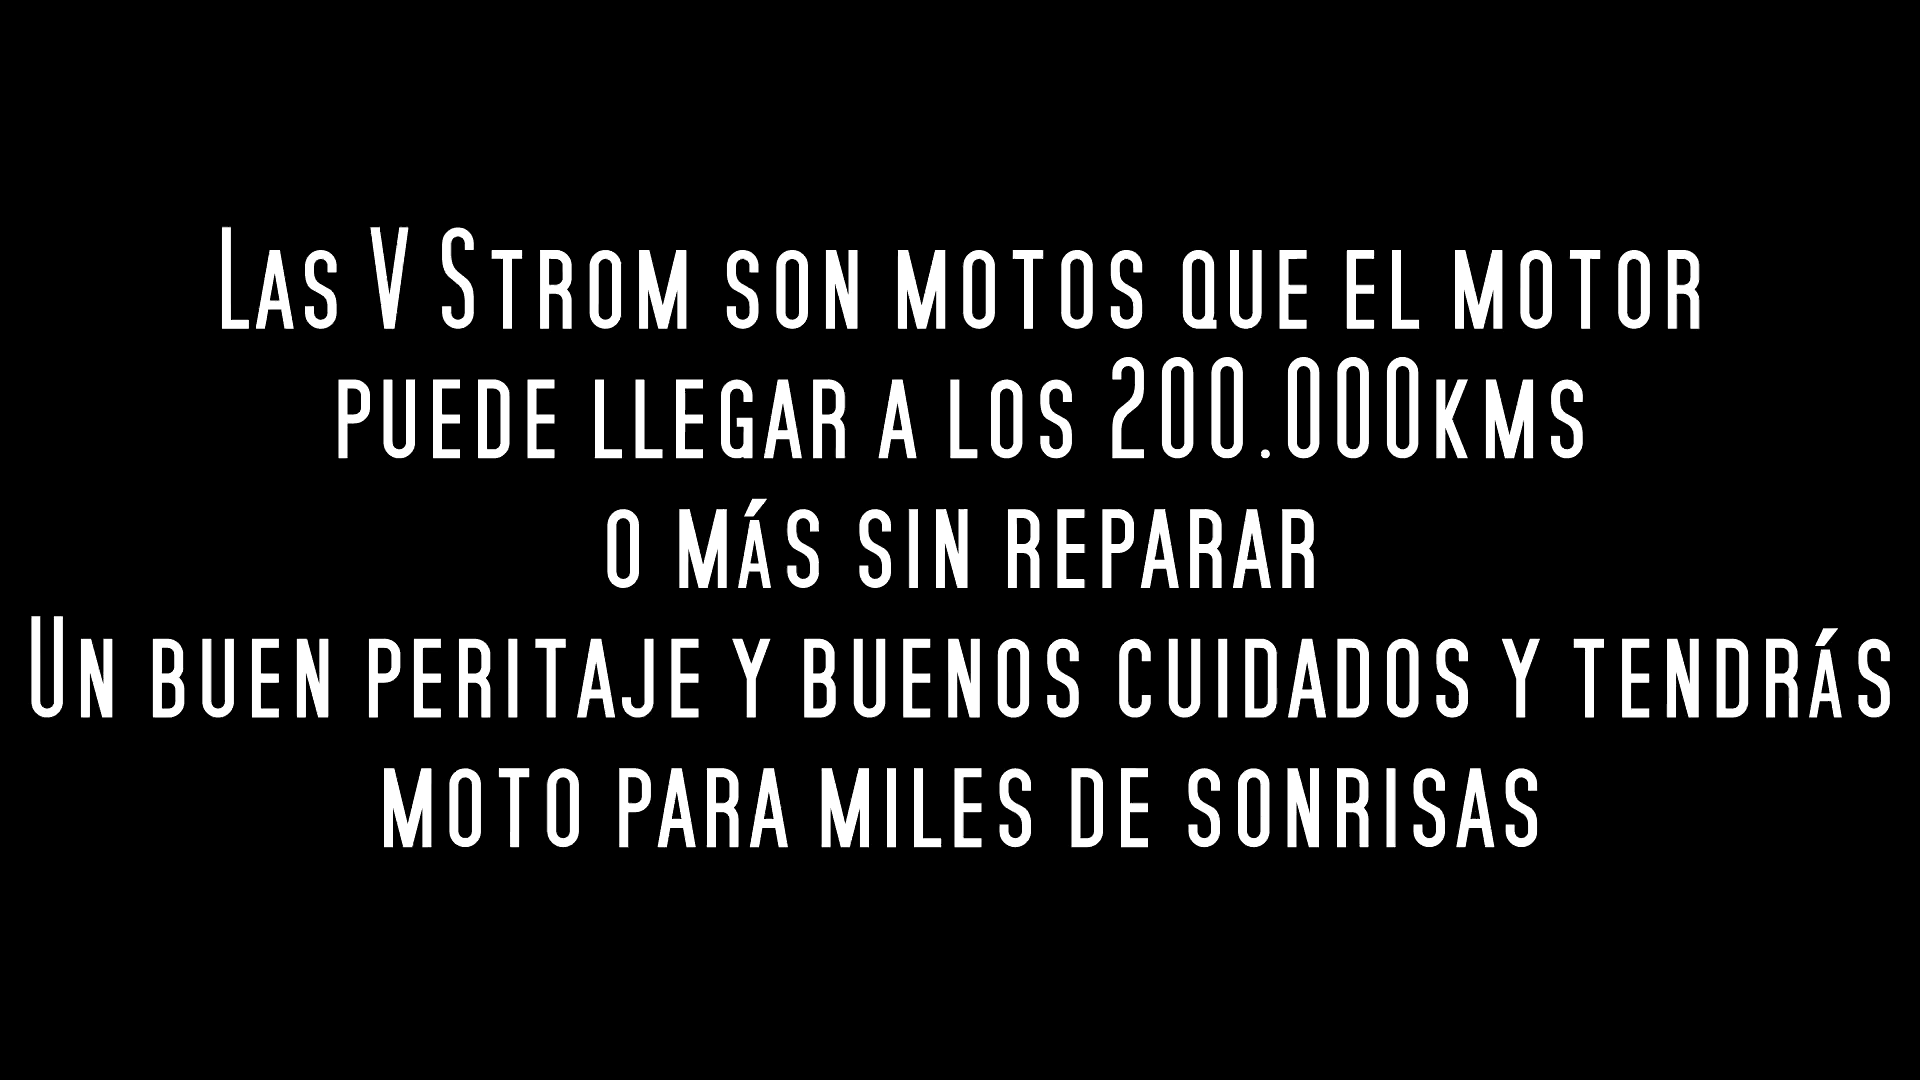 Las V Strom son motos que el motor
puede llegar a los 200.000kms
o más sin reparar
Un buen peritaje y buenos cuidados y tendrás
moto para miles de sonrisas